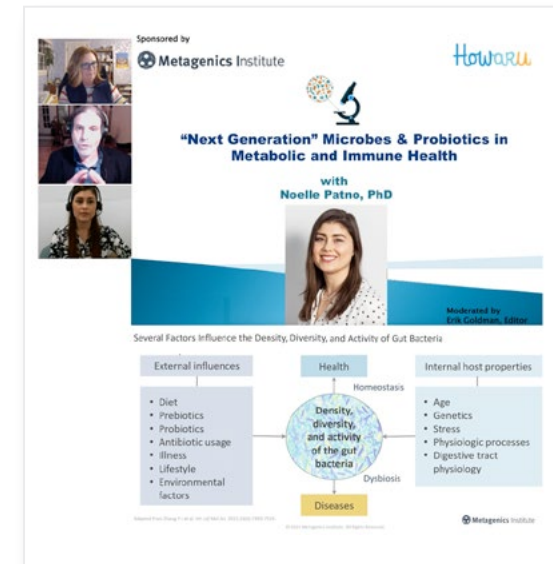 Sponsored by
Metagenics Institute
HOWARU
"Next Generation" Microbes & Probiotics in
Metabolic and Immune Health
with
Noelle Patno, PhD
Moderated by
Erik Goldman, Editor
Several Factors Influence the Density, Diversity, and Activity of Gut Bacteria
External influences
• Diet
• Prebiotics
• Probiotics
• Antibiotic usage
• Illness
• Lifestyle
• Environmental
factors
Health
Homeostasis
Density,
diversity,
and activity
of the gut
bacteria
Dysbiosis
Diseases
Internal host properties
• Age
• Genetics
• Stress
• Physiologic processes
• Digestive tract
physiology
Metagenics Institute